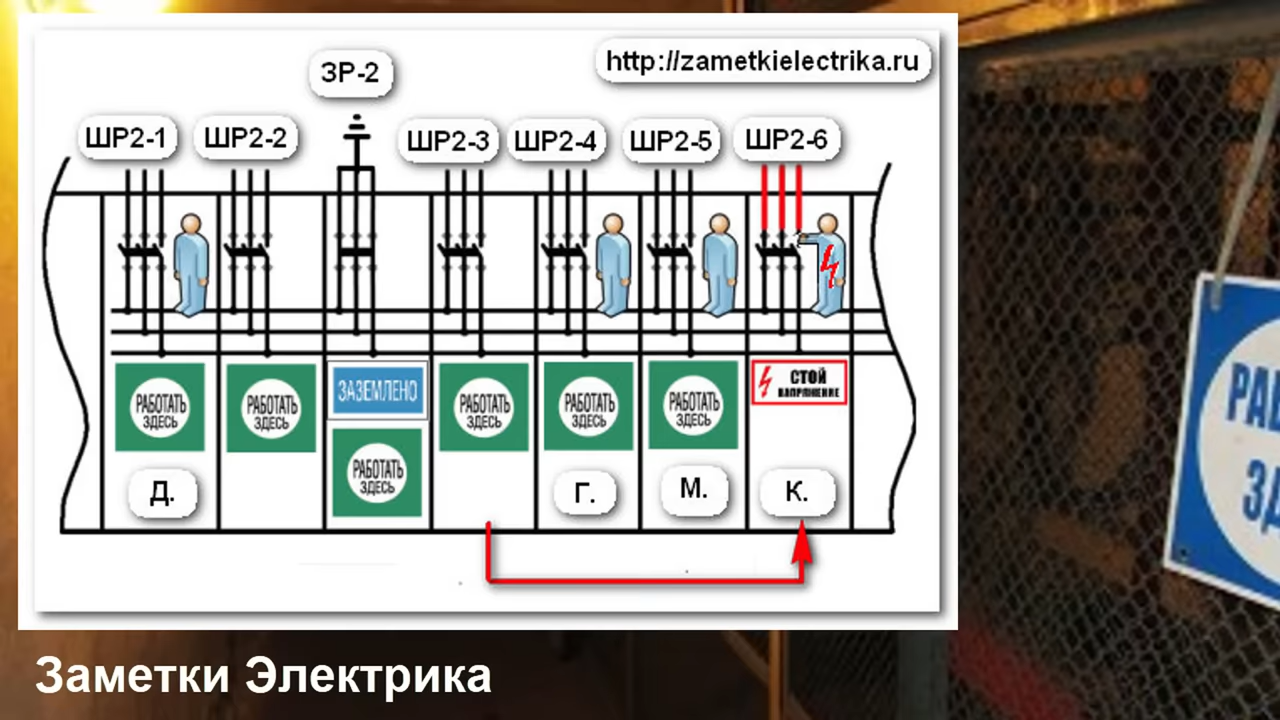 http://zametkielectrika.ru
ЗР-2
ШР2-1
ШР2-2
ШР2-3
ШР2-4
ШР2-5
ШР2-6
РАБОТАТЬ
ЗДЕСЬ
РАБОТАТЬ
ЗДЕСЬ
ЗАЗЕМЛЕНО
РАБОТАТЬ
ЗДЕСЬ
РАБОТАТЬ
ЗДЕСЬ
РАБОТАТЬ
ЗДЕСЬ
РАБОТАТЬ
ЗДЕСЬ
СТОЙ
НАПРЯЖЕНИЕ
Д.
Г.
М.
К.
Заметки Электрика